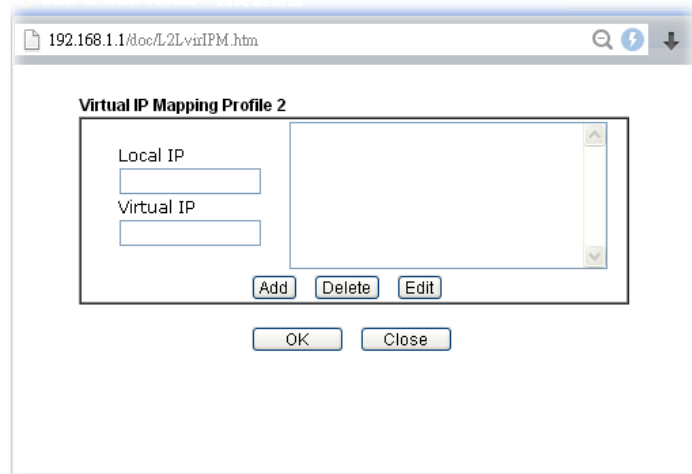 192.168.1.1/doc/L2LvirIPM.htm
Virtual IP Mapping Profile 2
Local IP
Virtual IP
Add Delete Edit
OK Close